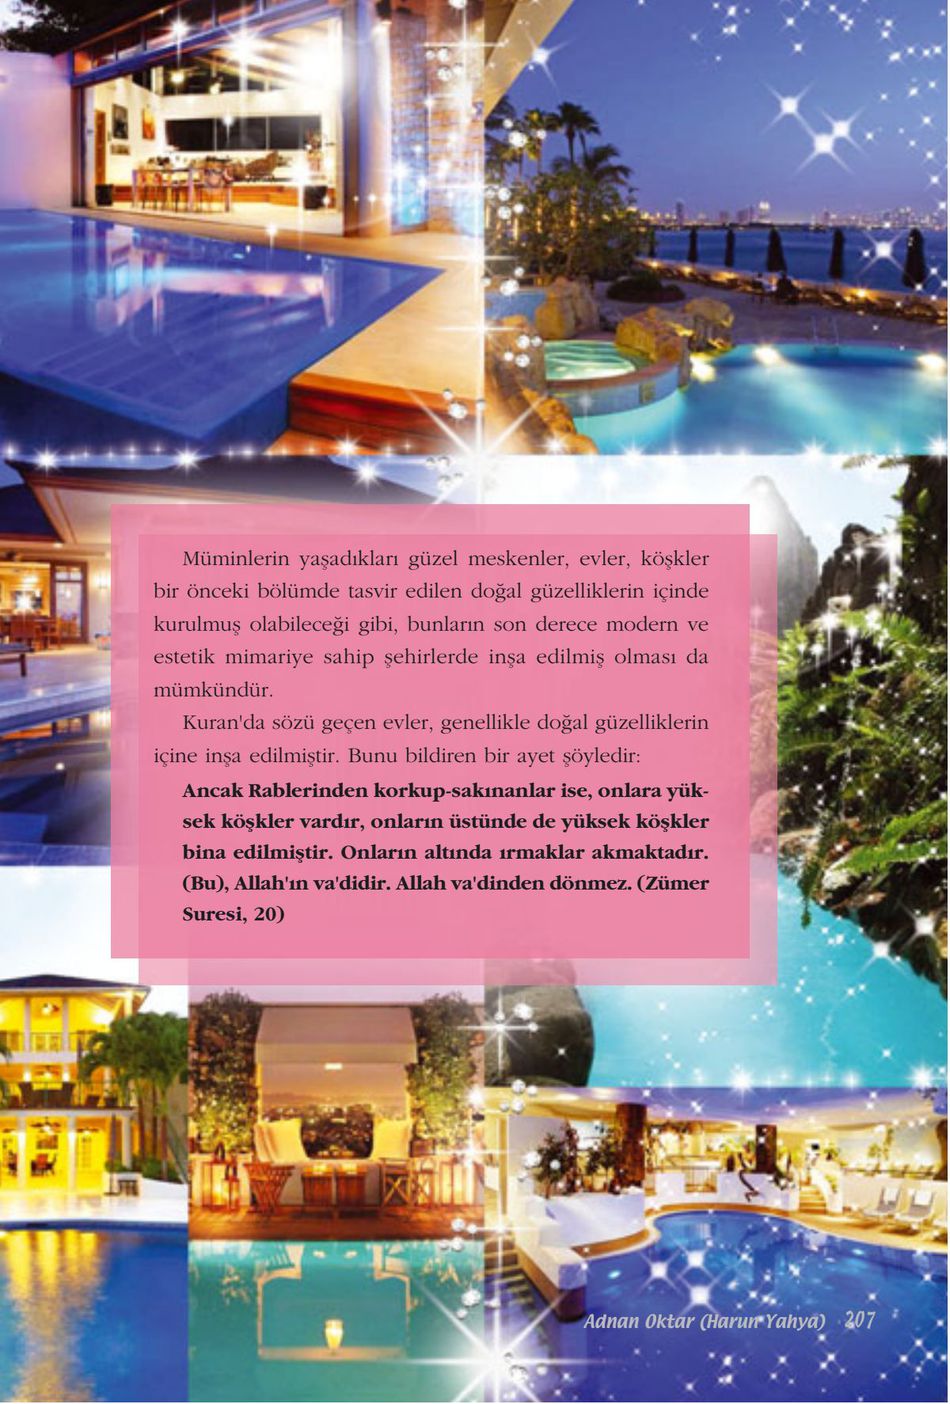 Müminlerin yaşadıkları güzel meskenler, evler, köşkler
bir önceki bölümde tasvir edilen doğal güzelliklerin içinde
kurulmuş olabileceği gibi, bunların son derece modern ve
estetik mimariye sahip şehirlerde inşa edilmiş olması da
mümkündür.
Kuran'da sözü geçen evler, genellikle doğal güzelliklerin
içine inşa edilmiştir. Bunu bildiren bir ayet şöyledir:
Ancak Rablerinden korkup-sakınanlar ise, onlara yük-
sek köşkler vardır, onların üstünde de yüksek köşkler
bina edilmiştir. Onların altında ırmaklar akmaktadır.
(Bu), Allah'ın va'didir. Allah va'dinden dönmez. (Zümer
Suresi, 20)
Adnan Oktar (Harun Yahya) 207